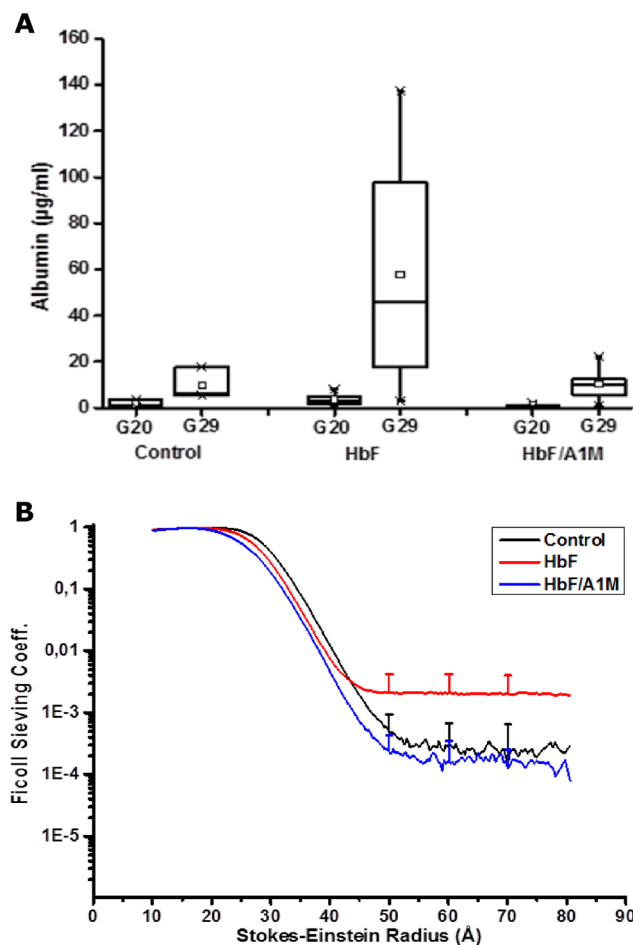 A
160
140
120
100
80
60
40
20
0
Albumin (µg/ml)
G20 G29 G20 G29 G20 G29
Control HbF HbF/A1M
B
1
0,1
0,01
1E-3
1E-4
1E-5
Ficoll Sieving Coeff.
Control
HbF
HbF/A1M
0 10 20 30 40 50 60 70 80 90
Stokes-Einstein Radius (Å)